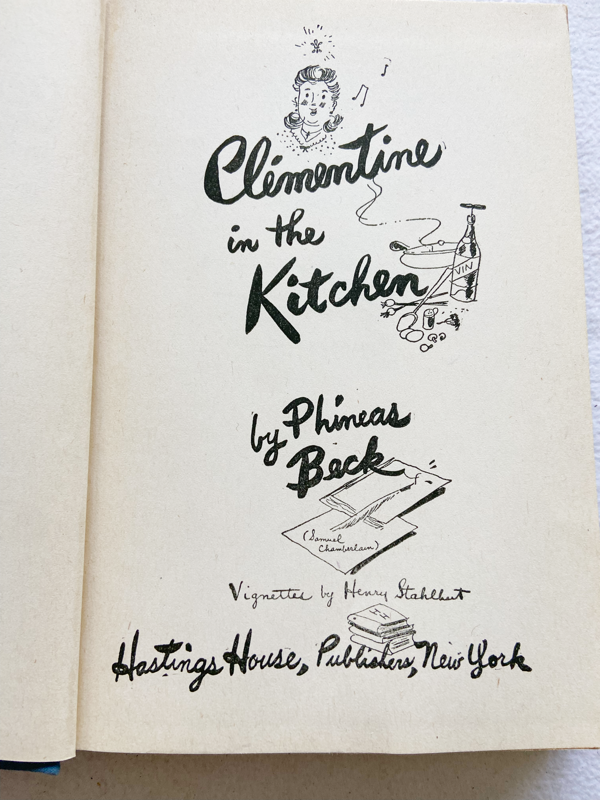 Clémentine
in the
Kitchen
VIN
by Phineas
Beck
(Samuel
Chamberlain)
Vignettes by Henry Stahlhut
Hastings House, Publishers, New York